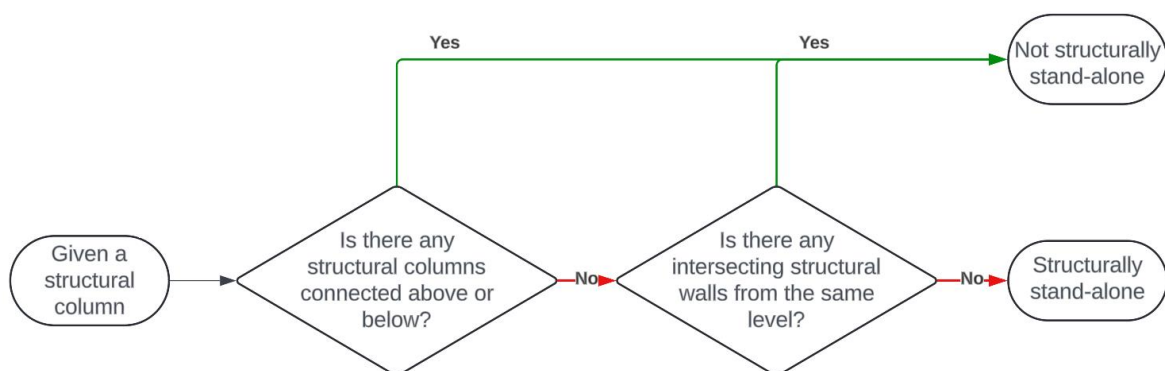 Yes
Yes
Not structurally
stand-alone
Given a
structural
column
Is there any
structural columns
connected above or
below?
No
Is there any
intersecting structural
walls from the same
level?
No
Structurally
stand-alone